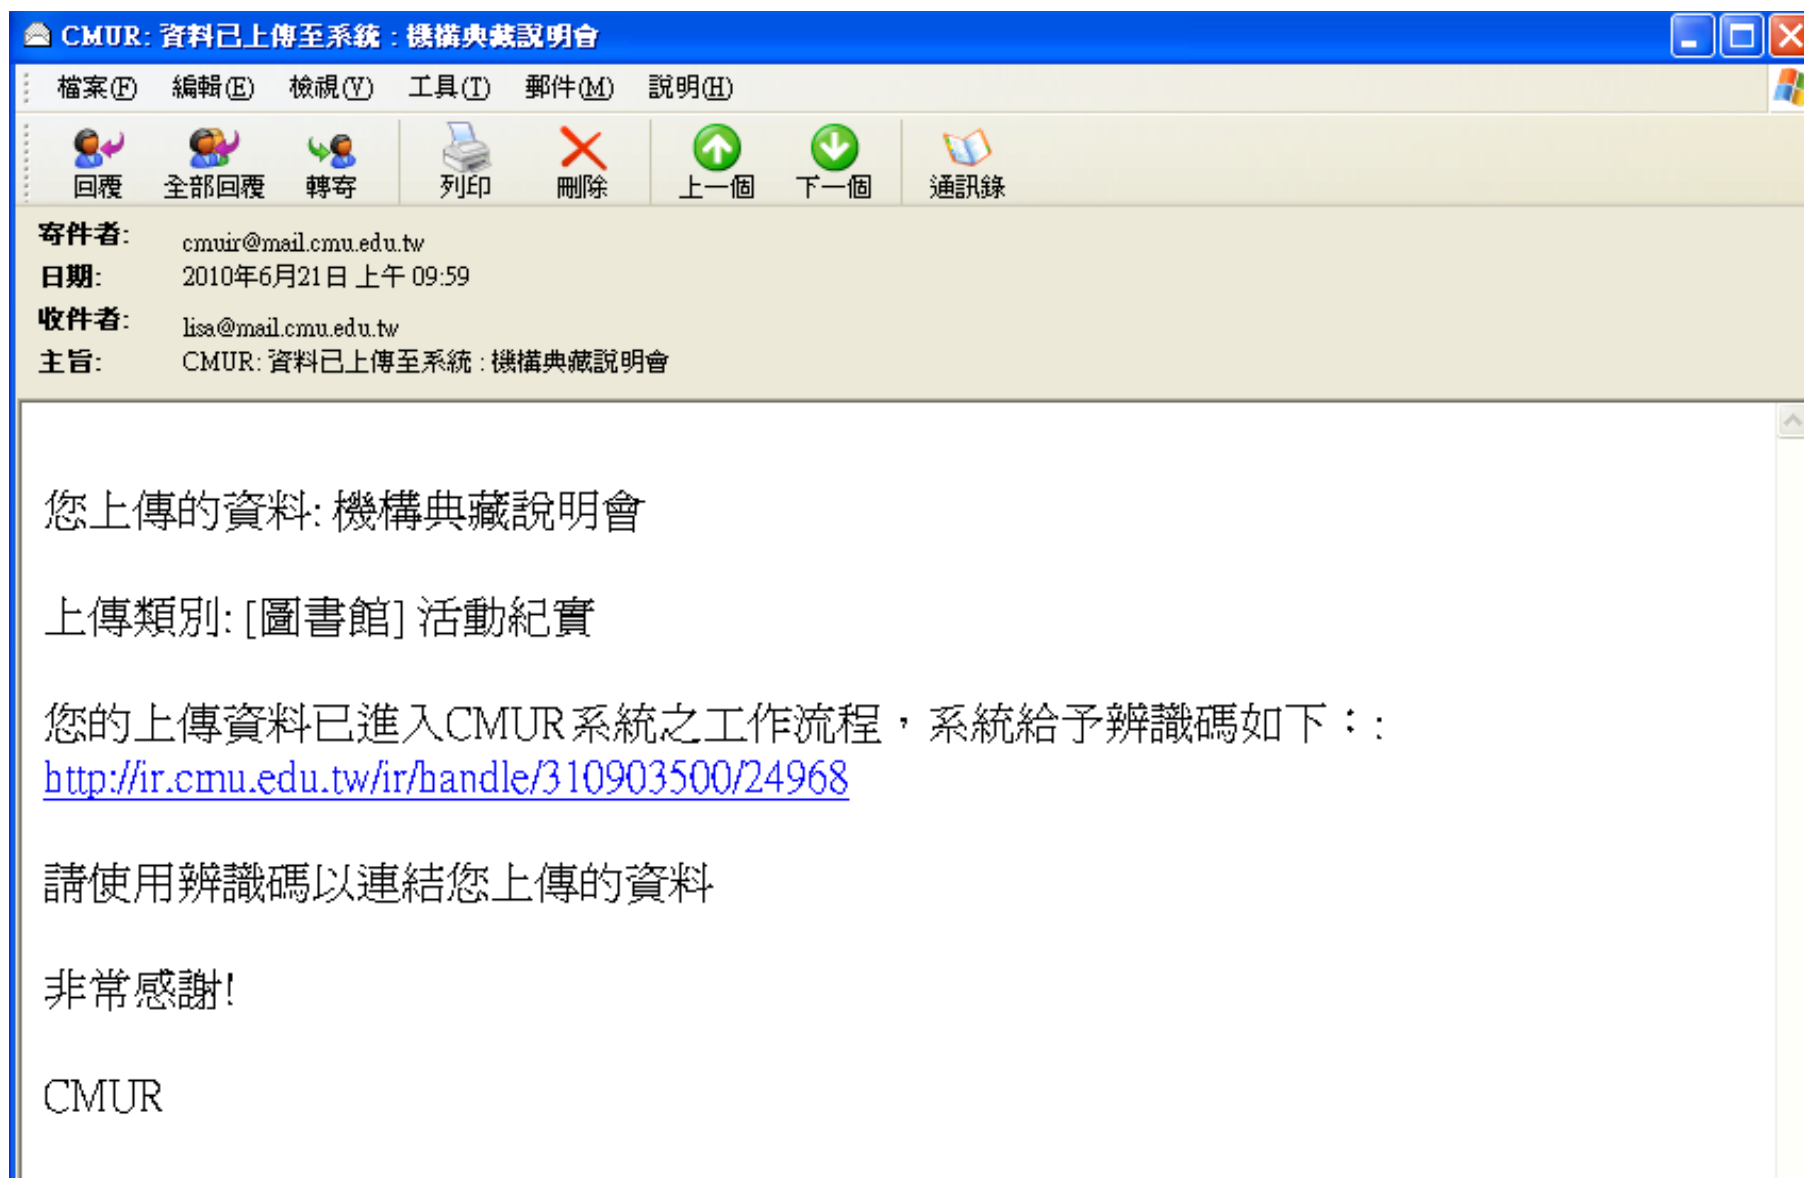 CMUR: 資料已上傳至系統 : 機構典藏說明會
檔案(F) 編輯(E) 檢視(V) 工具(T) 郵件(M) 說明(H)
回覆 全部回覆 轉寄 列印 刪除 上一個 下一個 通訊錄
寄件者: cmuir@mail.cmu.edu.tw
日期: 2010年6月21日 上午 09:59
收件者: lisa@mail.cmu.edu.tw
主旨: CMUR: 資料已上傳至系統 : 機構典藏說明會
您上傳的資料: 機構典藏說明會
上傳類別: [圖書館] 活動紀實
您的上傳資料已進入CMUR系統之工作流程，系統給予辨識碼如下：:
http://ir.cmu.edu.tw/ir/handle/310903500/24968
請使用辨識碼以連結您上傳的資料
非常感謝!
CMUR